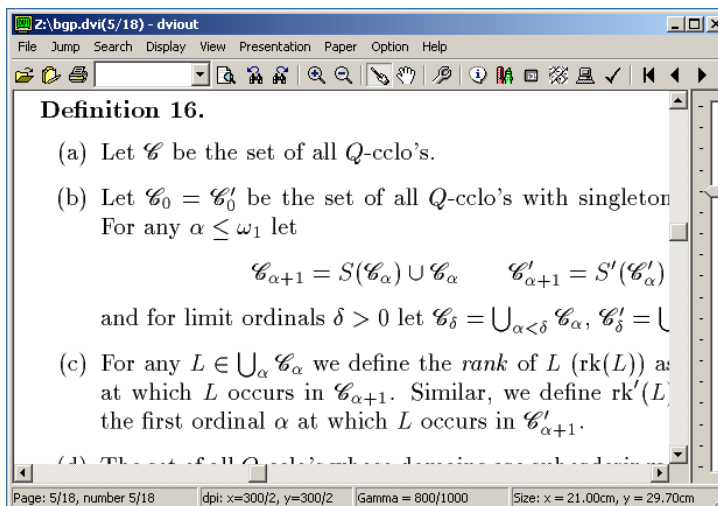 Z:\bgp.dvi(5/18) - dviout
File Jump Search Display View Presentation Paper Option Help
Definition 16.
(a) Let 𝒞 be the set of all Q-cclo's.
(b) Let 𝒞₀ = 𝒞′₀ be the set of all Q-cclo's with singleton
For any α ≤ ω₁ let
𝒞α+1 = S(𝒞α) ∪ 𝒞α 𝒞′α+1 = S′(𝒞′α)
and for limit ordinals δ > 0 let 𝒞δ = ⋃α<δ 𝒞α, 𝒞′δ = ⋃
(c) For any L ∈ ⋃α 𝒞α we define the rank of L (rk(L)) as
at which L occurs in 𝒞α+1. Similar, we define rk′(L)
the first ordinal α at which L occurs in 𝒞′α+1.
Page: 5/18, number 5/18 dpi: x=300/2, y=300/2 Gamma = 800/1000 Size: x = 21.00cm, y = 29.70cm